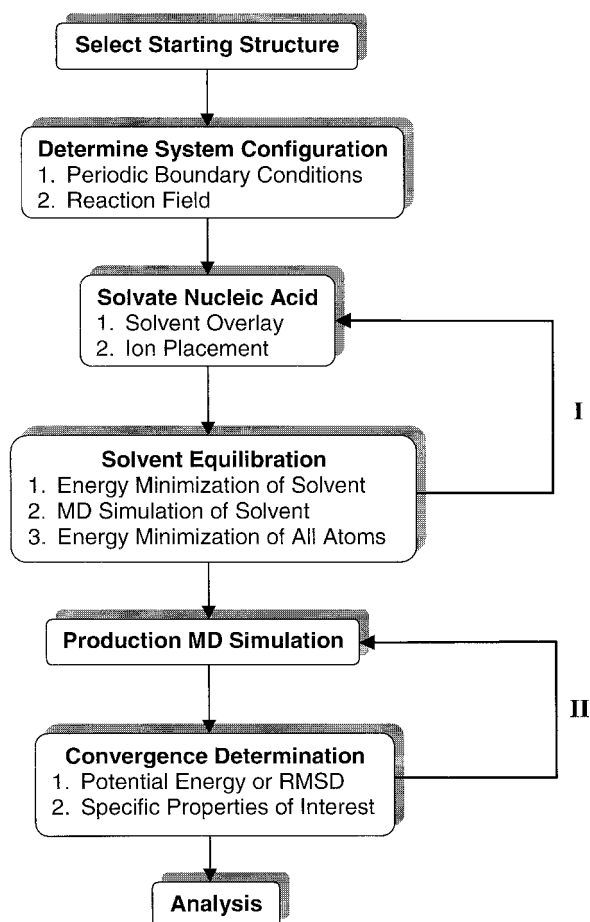 Select Starting Structure
Determine System Configuration
1. Periodic Boundary Conditions
2. Reaction Field
Solvate Nucleic Acid
1. Solvent Overlay
2. Ion Placement
I
Solvent Equilibration
1. Energy Minimization of Solvent
2. MD Simulation of Solvent
3. Energy Minimization of All Atoms
Production MD Simulation
II
Convergence Determination
1. Potential Energy or RMSD
2. Specific Properties of Interest
Analysis